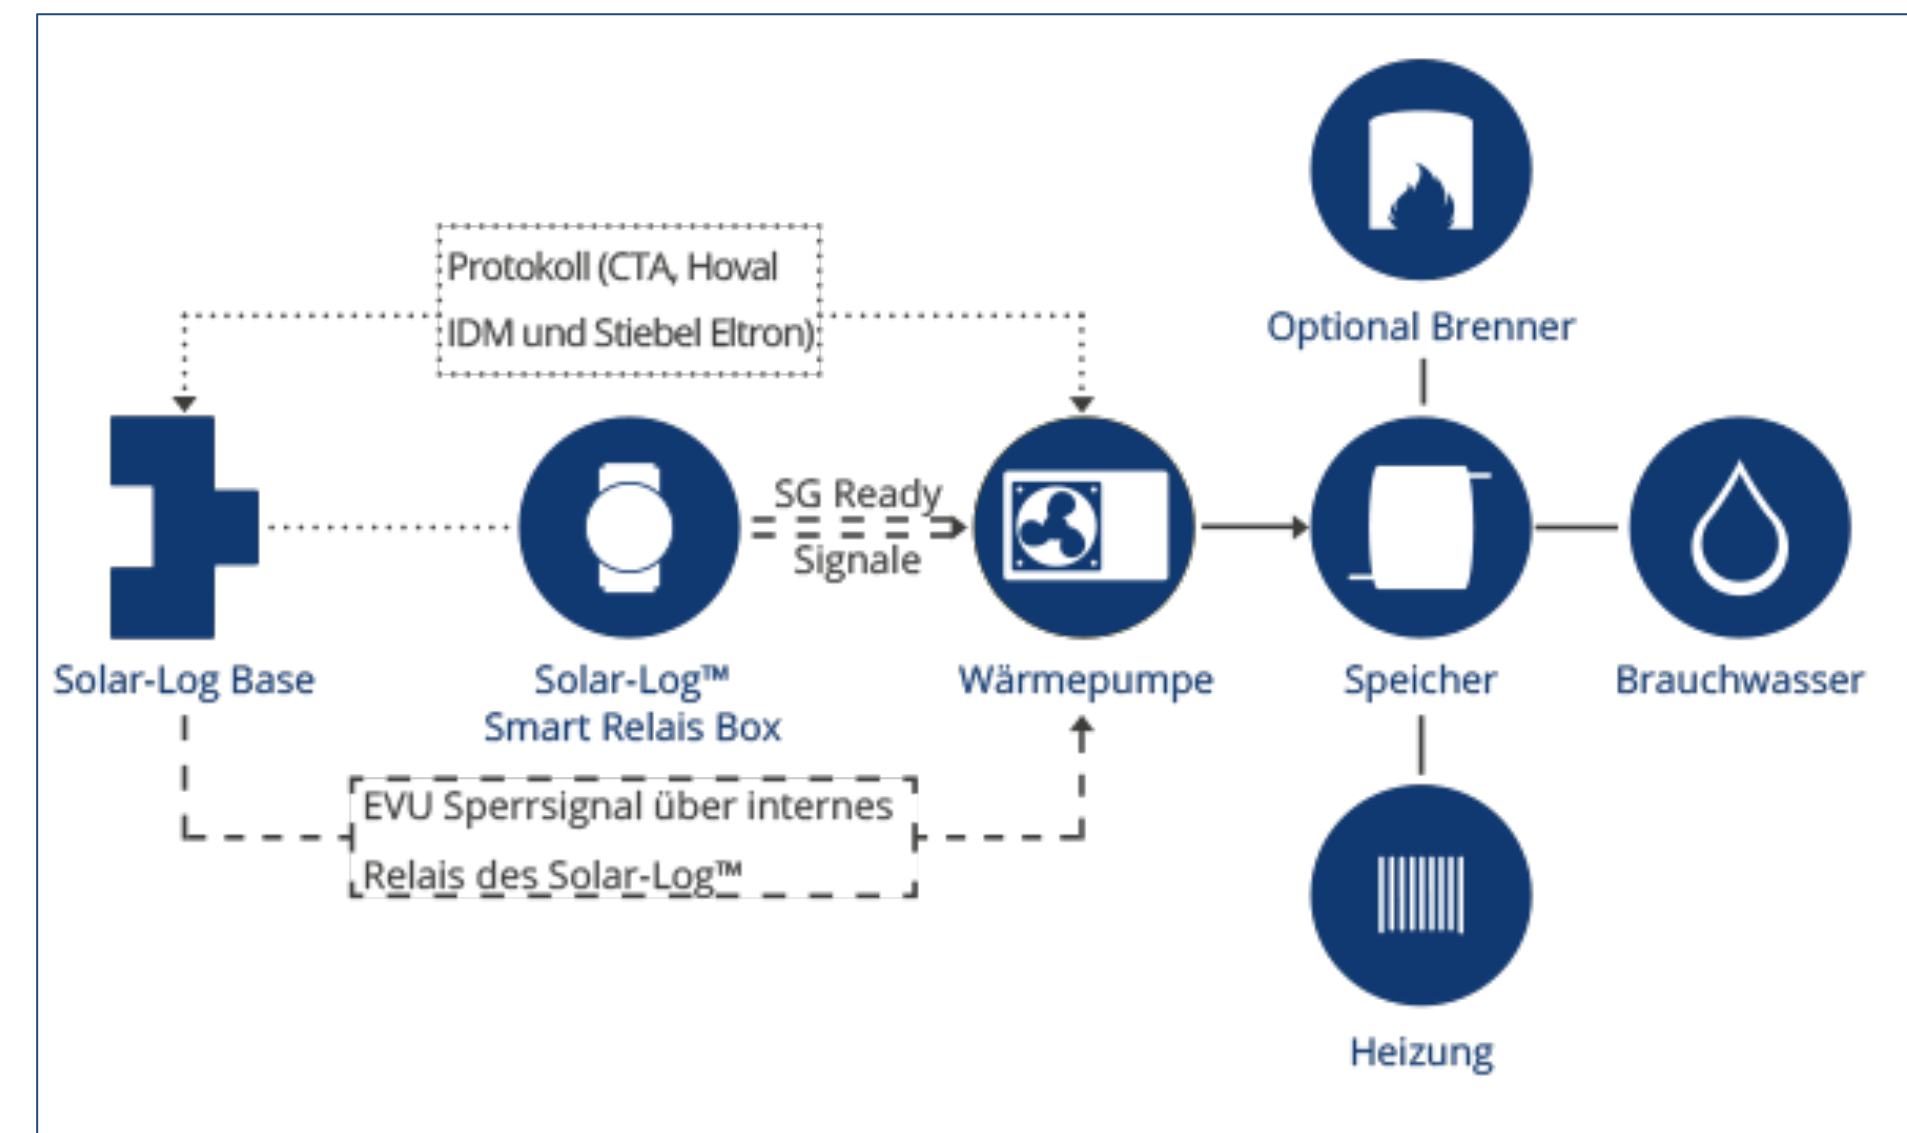 Protokoll (CTA, Hoval
IDM und Stiebel Eltron)
Optional Brenner
SG Ready
Signale
Solar-Log Base
Solar-Log™
Smart Relais Box
Wärmepumpe
Speicher
Brauchwasser
EVU Sperrsignal über internes
Relais des Solar-Log™
Heizung